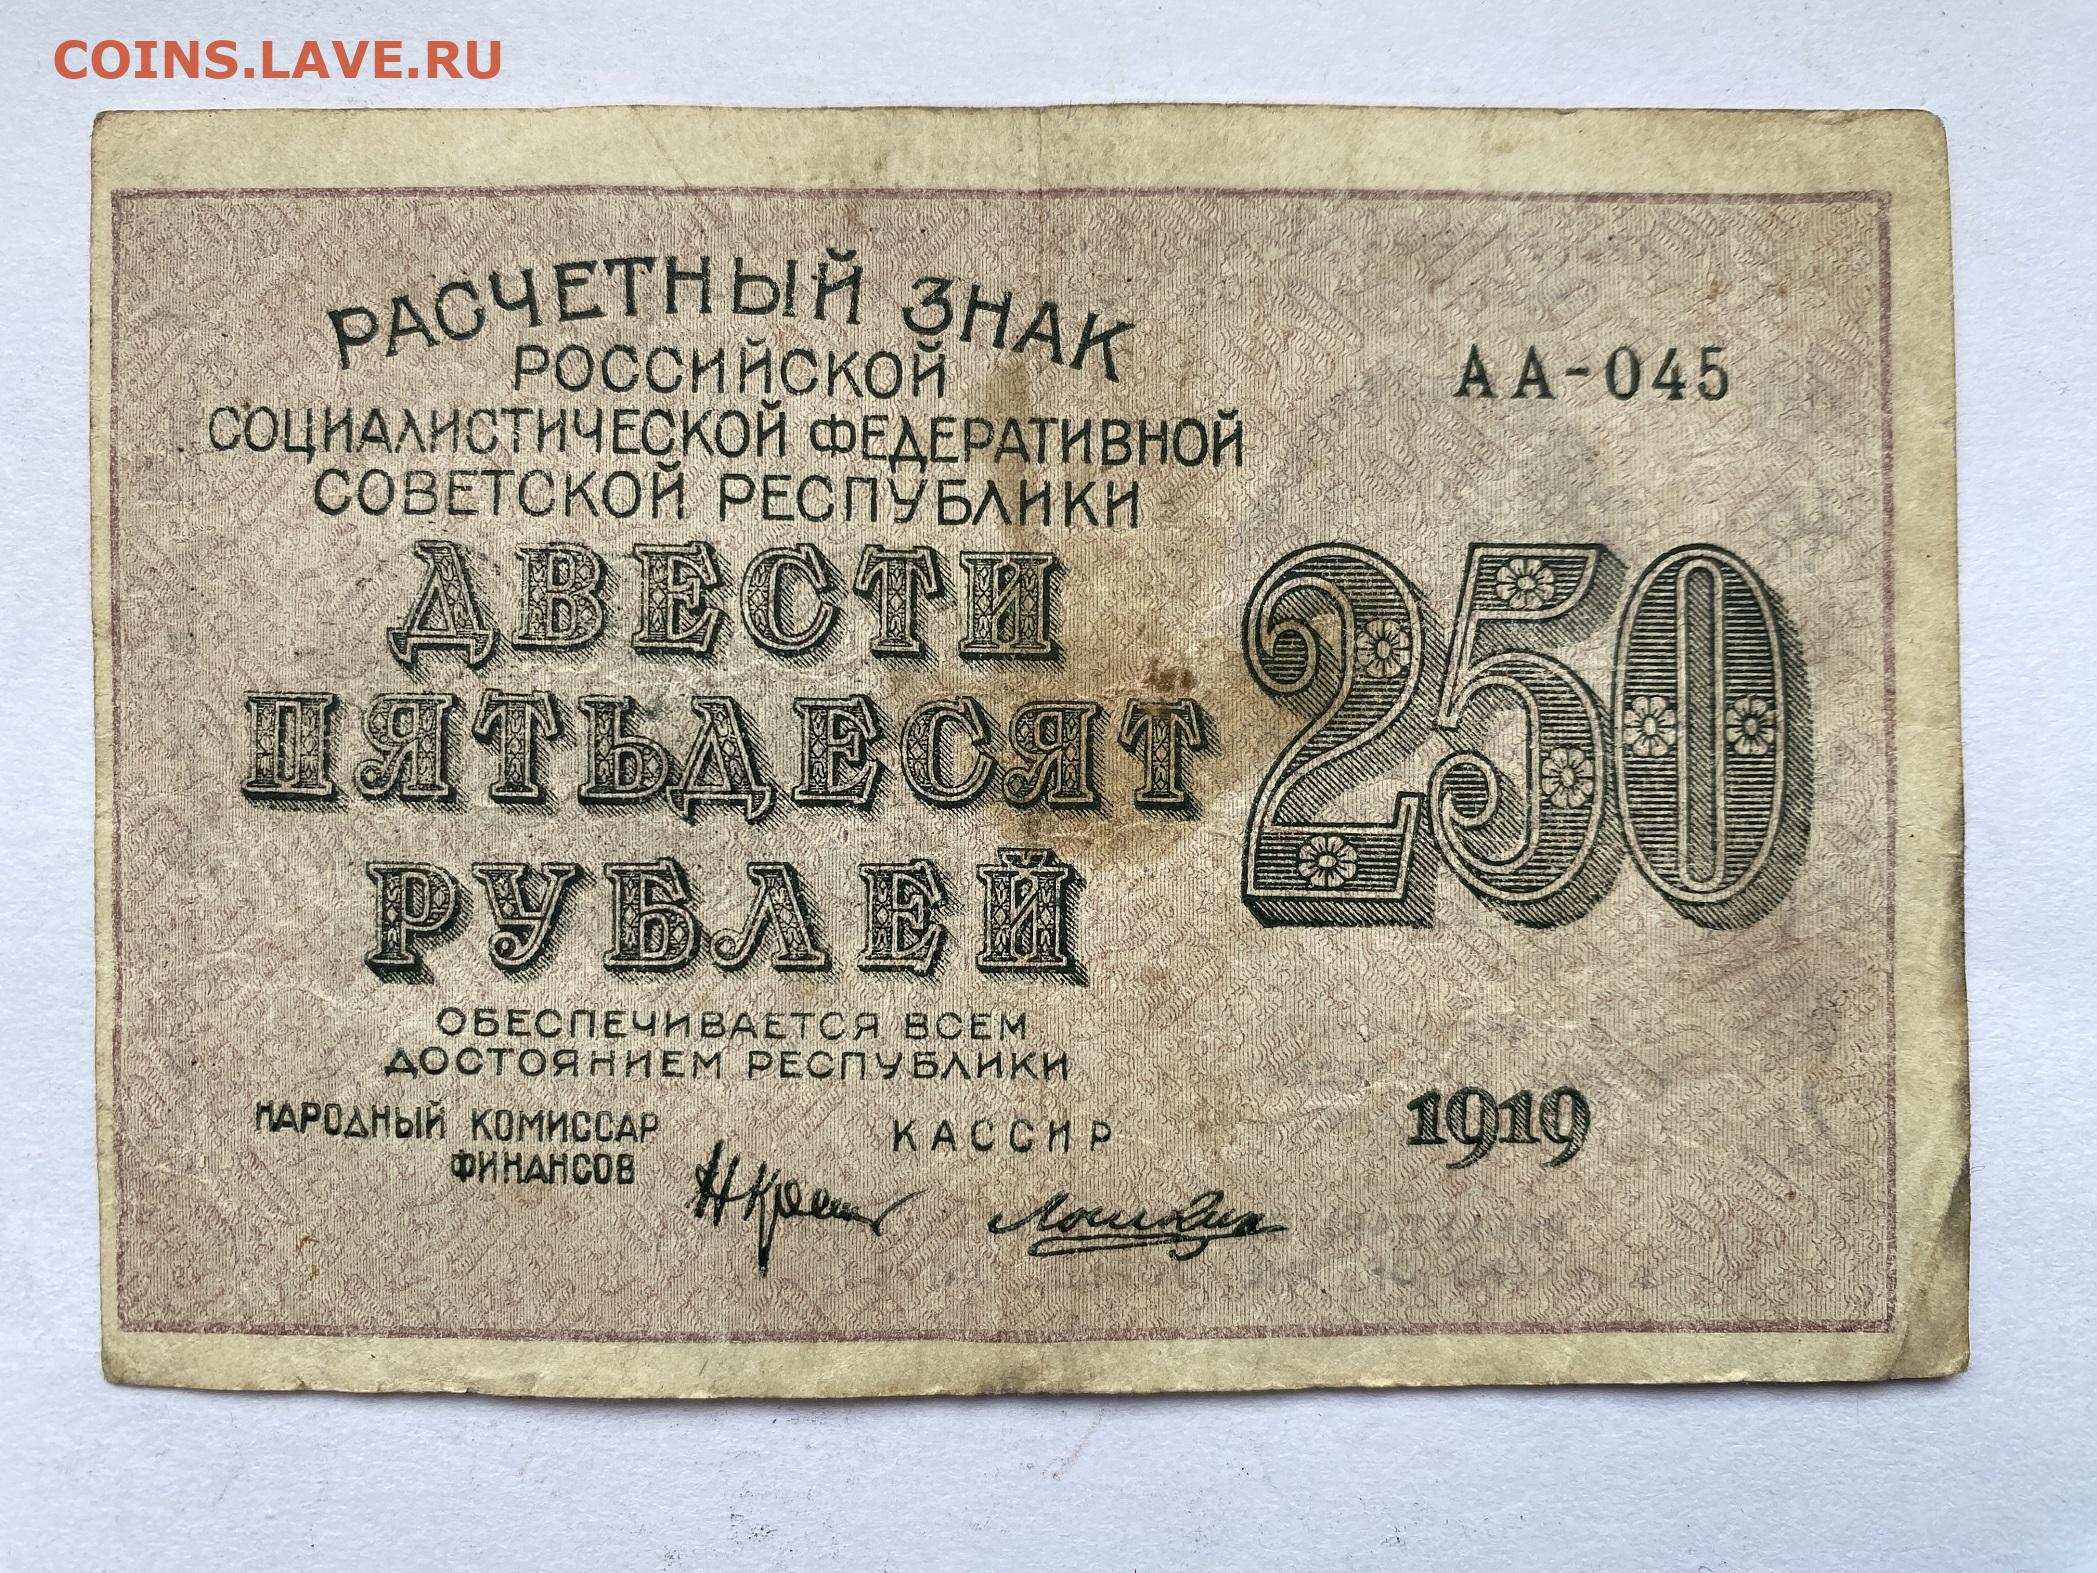 COINS.LAVE.RU
РАСЧЕТНЫЙ ЗНАК
РОССИЙСКОЙ
СОЦИАЛИСТИЧЕСКОЙ ФЕДЕРАТИВНОЙ
СОВЕТСКОЙ РЕСПУБЛИКИ
АА-045
ДВЕСТИ
ПЯТЬДЕСЯТ
РУБЛЕЙ
250
ОБЕСПЕЧИВАЕТСЯ ВСЕМ
ДОСТОЯНИЕМ РЕСПУБЛИКИ
НАРОДНЫЙ КОМИССАР
ФИНАНСОВ
КАССИР
1919